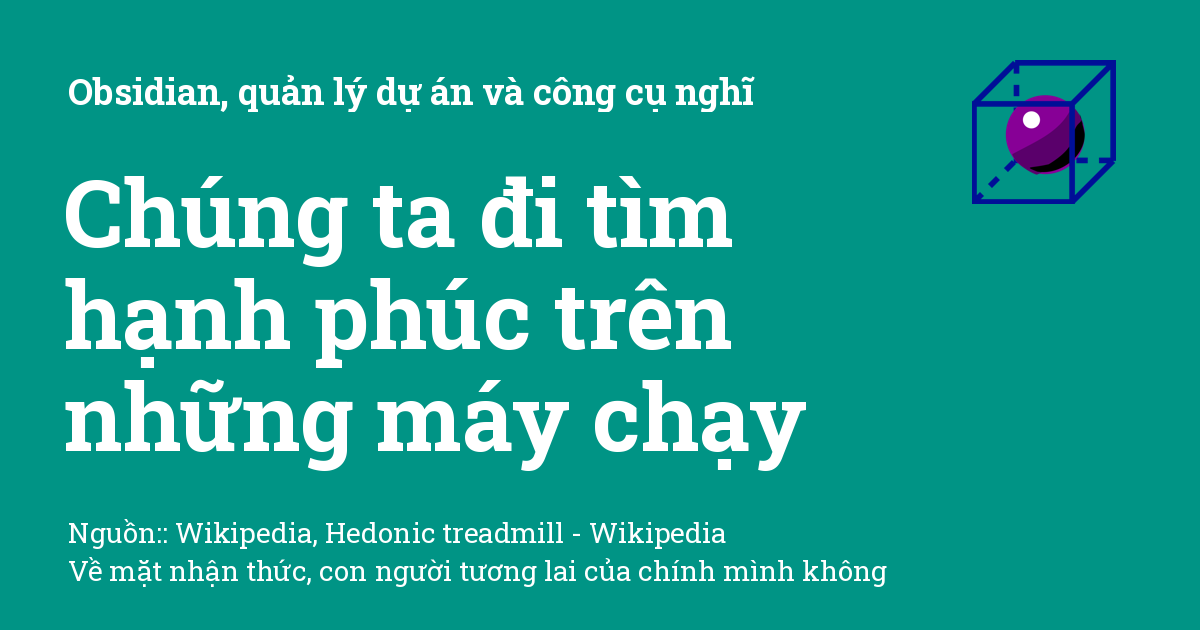 Obsidian, quản lý dự án và công cụ nghĩ
Chúng ta đi tìm
hạnh phúc trên
những máy chạy
Nguồn:: Wikipedia, Hedonic treadmill - Wikipedia
Về mặt nhận thức, con người tương lai của chính mình không